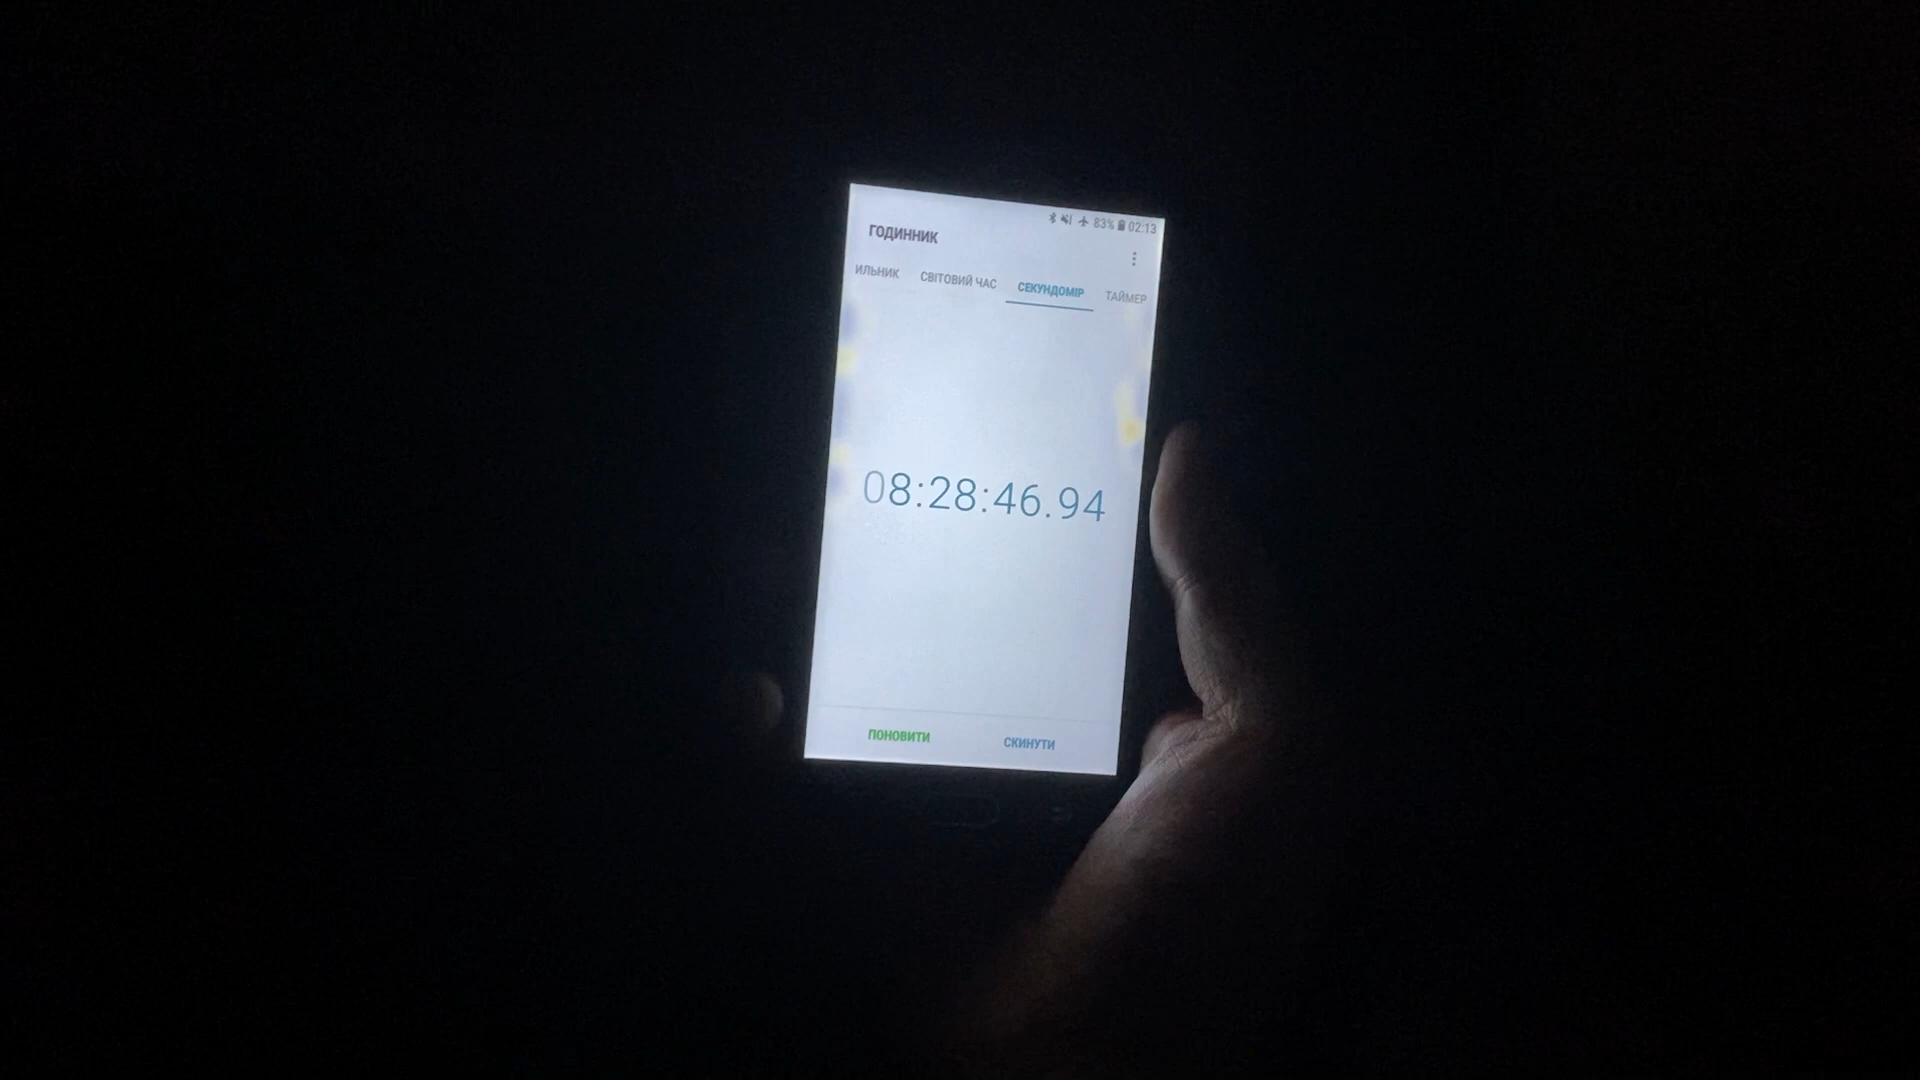 83% 02:13
ГОДИННИК
ИЛЬНИК СВІТОВИЙ ЧАС СЕКУНДОМІР ТАЙМЕР
08:28:46.94
ПОНОВИТИ СКИНУТИ